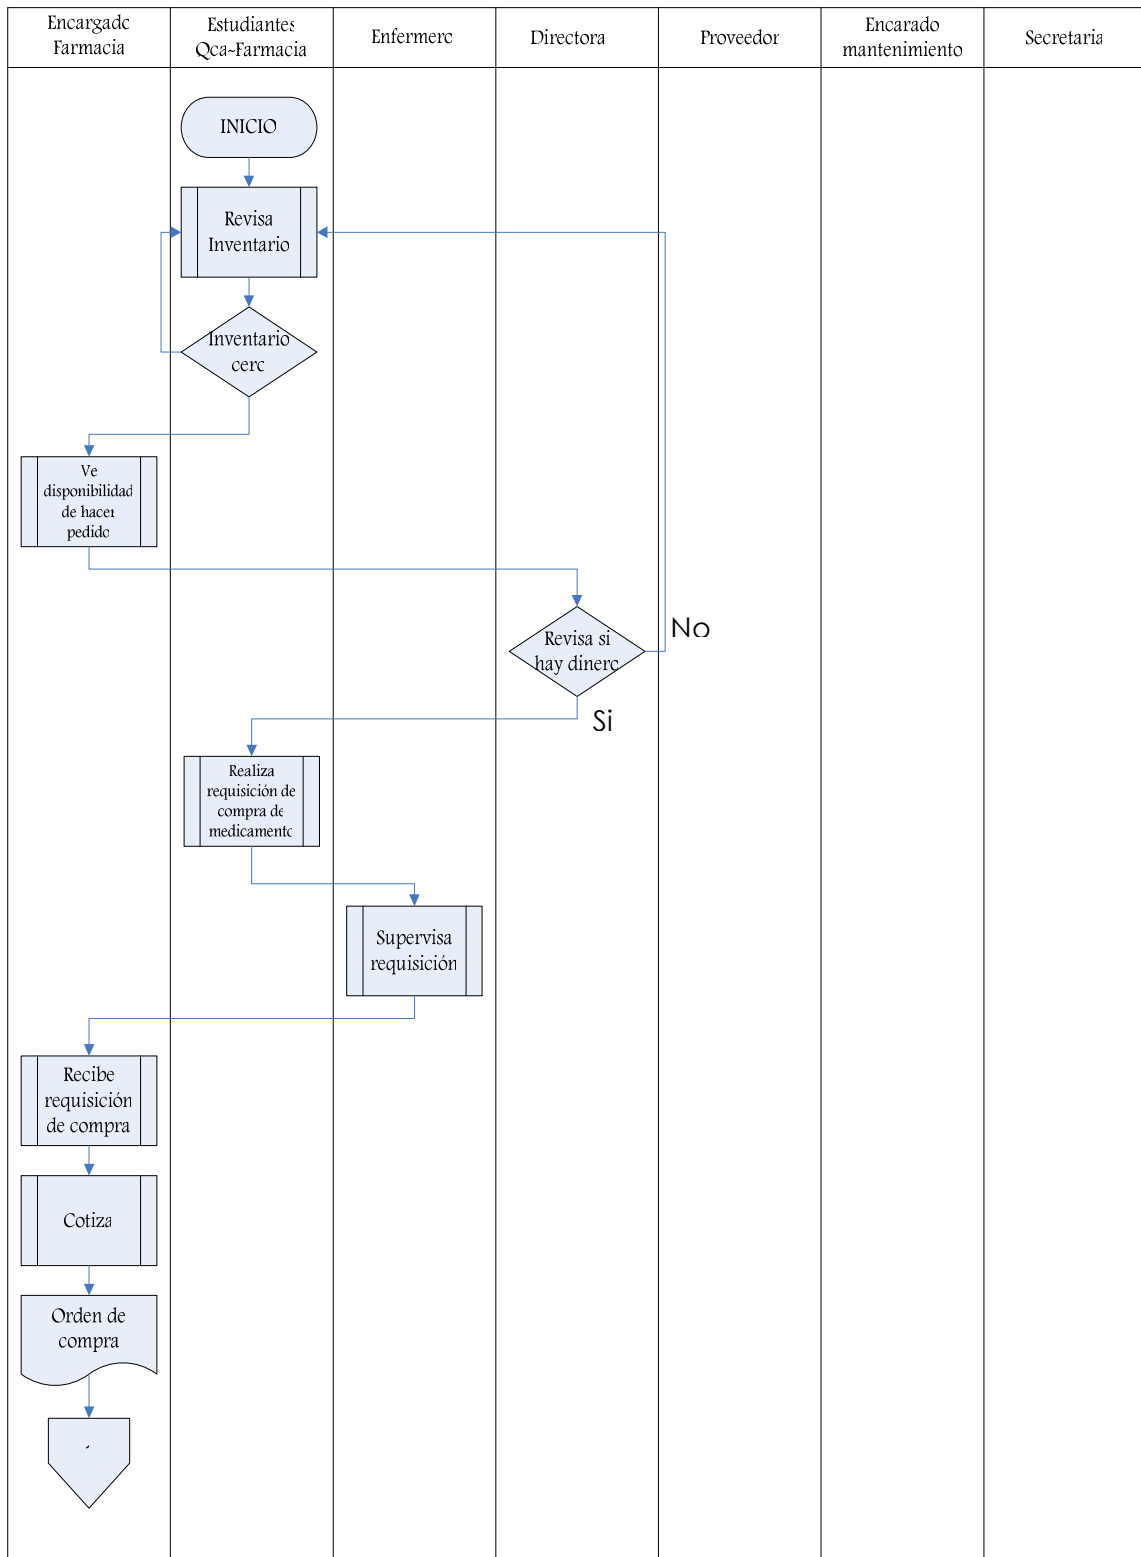 Encargado
Farmacia
Estudiantes
Qca-Farmacia
Enfermero
Directora
Proveedor
Encarado
mantenimiento
Secretaria
INICIO
Revisa
Inventario
Inventario
cero
Ve
disponibilidad
de hacer
pedido
Revisa si
hay dinero
No
Si
Realiza
requisición de
compra de
medicamento
Supervisa
requisición
Recibe
requisición
de compra
Cotiza
Orden de
compra